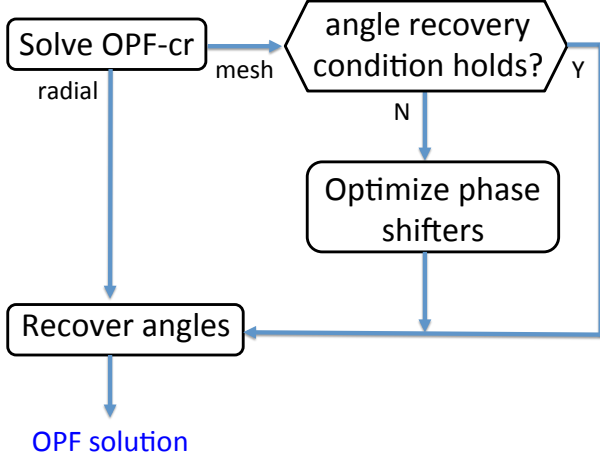 Solve OPF-cr
mesh
radial
angle recovery
condition holds?
Y
N
Optimize phase
shifters
Recover angles
OPF solution